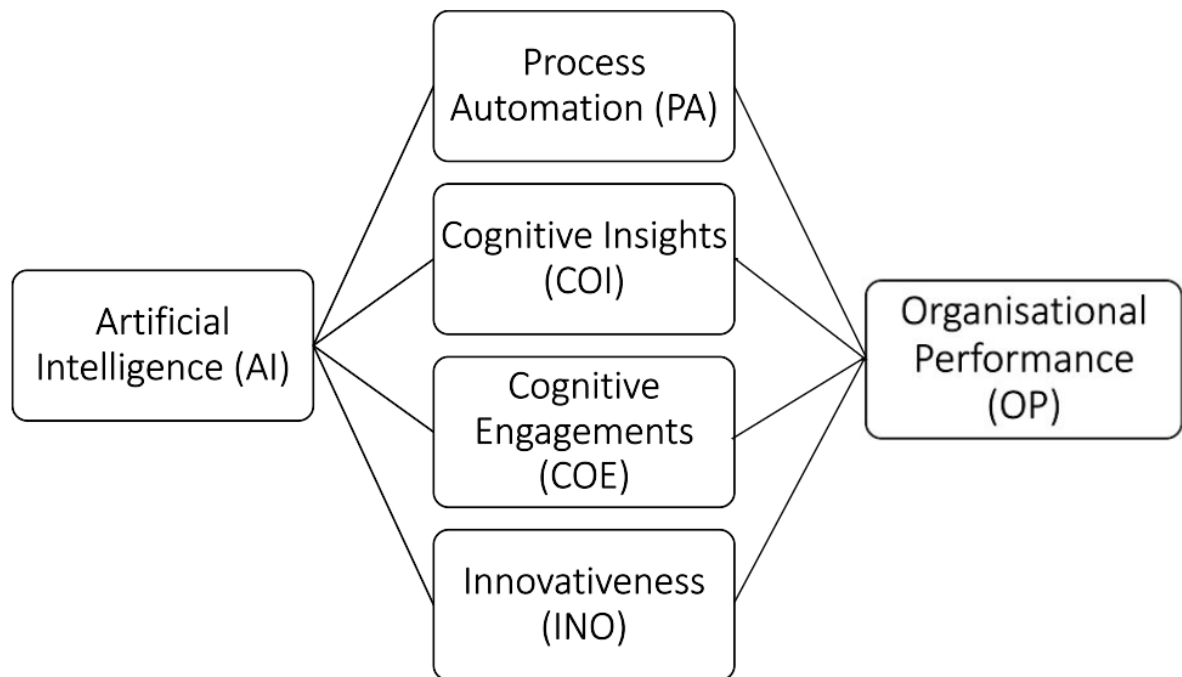 Process
Automation (PA)
Cognitive Insights
(COI)
Artificial
Intelligence (AI)
Organisational
Performance
(OP)
Cognitive
Engagements
(COE)
Innovativeness
(INO)